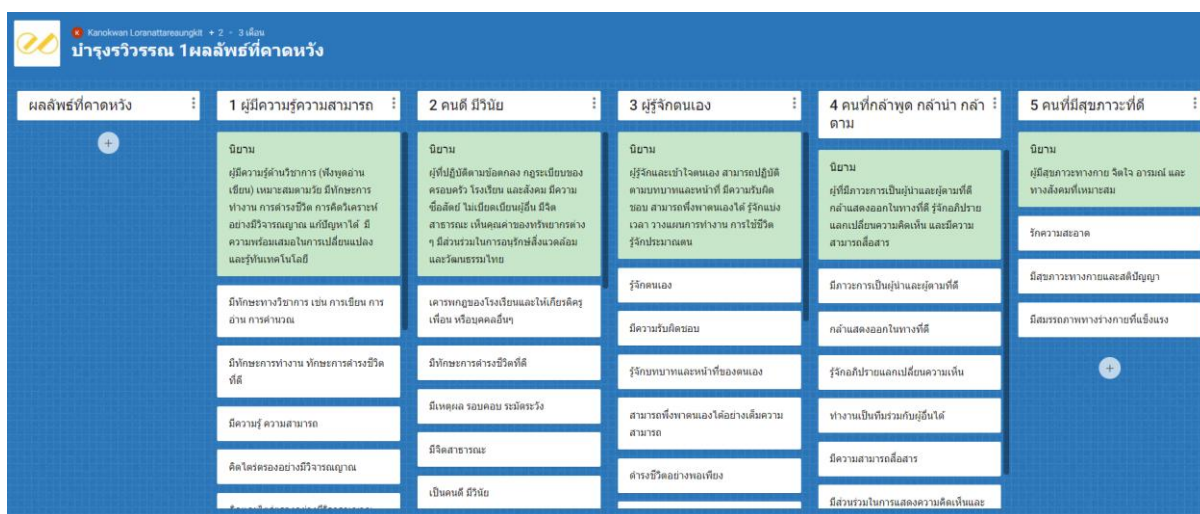 K Kanokwan Loranattareaungkit + 2 • 3 เดือน
บำรุงรวิวรรณ 1ผลลัพธ์ที่คาดหวัง
ผลลัพธ์ที่คาดหวัง
1 ผู้มีความรู้ความสามารถ
นิยาม
ผู้มีความรู้ด้านวิชาการ (ฟังพูดอ่าน
เขียน) เหมาะสมตามวัย มีทักษะการ
ทำงาน การดำรงชีวิต การคิดวิเคราะห์
อย่างมีวิจารณญาณ แก้ปัญหาได้ มี
ความพร้อมเสมอในการเปลี่ยนแปลง
และรู้ทันเทคโนโลยี
มีทักษะทางวิชาการ เช่น การเขียน การ
อ่าน การคำนวณ
มีทักษะการทำงาน ทักษะการดำรงชีวิต
ที่ดี
มีความรู้ ความสามารถ
คิดไตร่ตรองอย่างมีวิจารณญาณ
2 คนดี มีวินัย
นิยาม
ผู้ที่ปฏิบัติตามข้อตกลง กฎระเบียบของ
ครอบครัว โรงเรียน และสังคม มีความ
ซื่อสัตย์ ไม่เบียดเบียนผู้อื่น มีจิต
สาธารณะ เห็นคุณค่าของทรัพยากรต่าง
ๆ มีส่วนร่วมในการอนุรักษ์สิ่งแวดล้อม
และวัฒนธรรมไทย
เคารพกฎของโรงเรียนและให้เกียรติครู
เพื่อน หรือบุคคลอื่นๆ
มีทักษะการดำรงชีวิตที่ดี
มีเหตุผล รอบคอบ ระมัดระวัง
มีจิตสาธารณะ
เป็นคนดี มีวินัย
3 ผู้รู้จักตนเอง
นิยาม
ผู้รู้จักและเข้าใจตนเอง สามารถปฏิบัติ
ตามบทบาทและหน้าที่ มีความรับผิด
ชอบ สามารถพึ่งพาตนเองได้ รู้จักแบ่ง
เวลา วางแผนการทำงาน การใช้ชีวิต
รู้จักประมาณตน
รู้จักตนเอง
มีความรับผิดชอบ
รู้จักบทบาทและหน้าที่ของตนเอง
สามารถพึ่งพาตนเองได้อย่างเต็มความ
สามารถ
ดำรงชีวิตอย่างพอเพียง
4 คนที่กล้าพูด กล้านำ กล้า
ตาม
นิยาม
ผู้ที่มีภาวะการเป็นผู้นำและผู้ตามที่ดี
กล้าแสดงออกในทางที่ดี รู้จักอภิปราย
แลกเปลี่ยนความคิดเห็น และมีความ
สามารถสื่อสาร
มีภาวะการเป็นผู้นำและผู้ตามที่ดี
กล้าแสดงออกในทางที่ดี
รู้จักอภิปรายแลกเปลี่ยนความเห็น
ทำงานเป็นทีมร่วมกับผู้อื่นได้
มีความสามารถสื่อสาร
มีส่วนร่วมในการแสดงความคิดเห็นและ
5 คนที่มีสุขภาวะที่ดี
นิยาม
ผู้มีสุขภาวะทางกาย จิตใจ อารมณ์ และ
ทางสังคมที่เหมาะสม
รักความสะอาด
มีสุขภาวะทางกายและสติปัญญา
มีสมรรถภาพทางร่างกายที่แข็งแรง